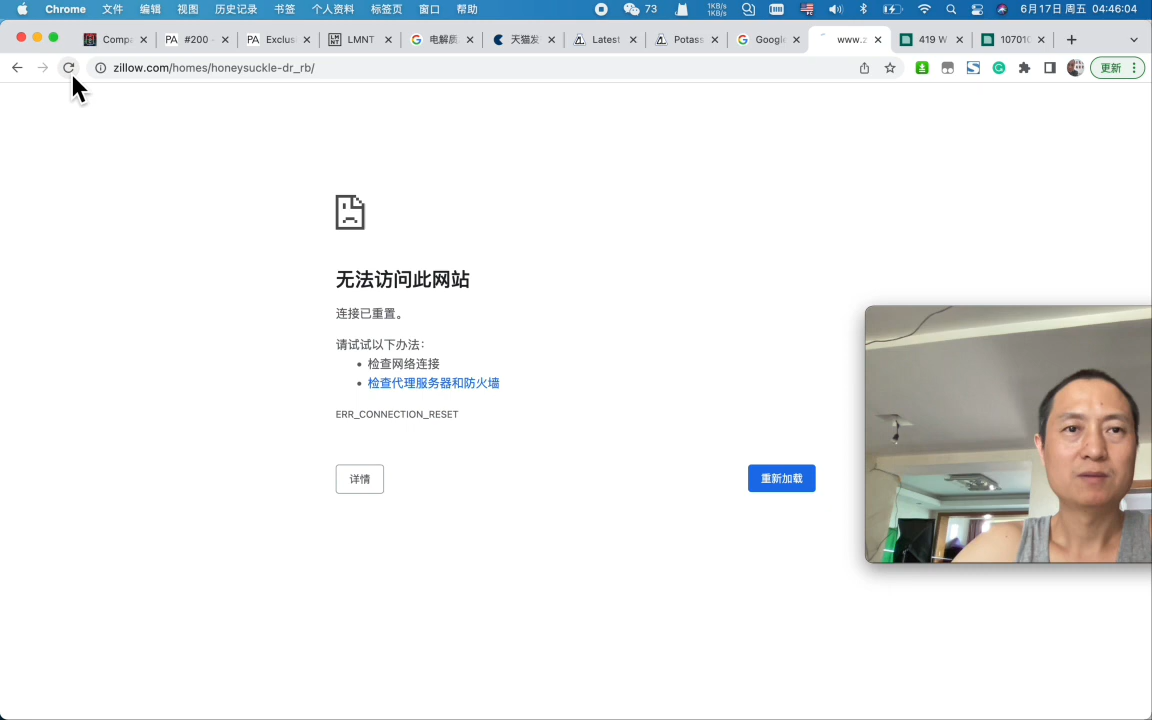 Chrome 文件 编辑 视图 历史记录 书签 个人资料 标签页 窗口 帮助 73 1KB/s 1KB/s 6月17日 周五 04:46:04
Compa PA #200 - PA Exclus LMNT 电解质 天猫发 Latest Potass Google www.z 419 W 10701
zillow.com/homes/honeysuckle-dr_rb/ 更新
无法访问此网站
连接已重置。
请试试以下办法：
检查网络连接
检查代理服务器和防火墙
ERR_CONNECTION_RESET
详情 重新加载